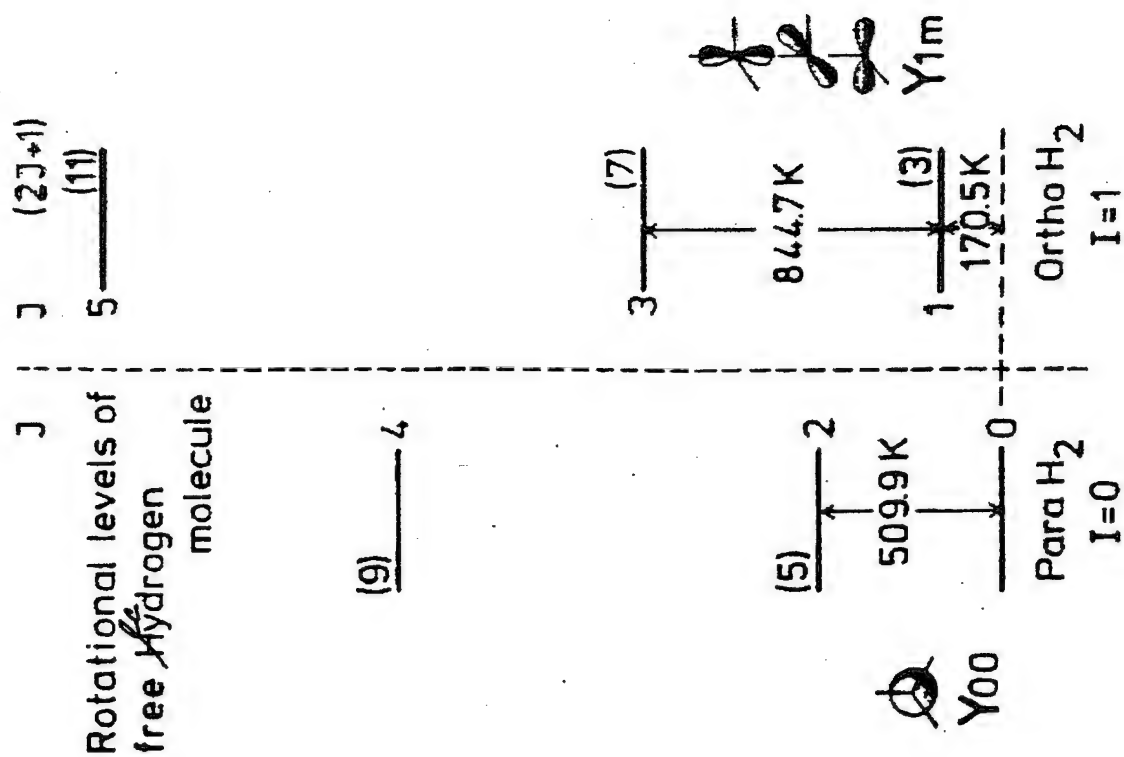 J J (2J+1)
Rotational levels of
free Hydrogen
molecule
5 (11)
(9) 4
3 (7)
844.7K
(5) 2
509.9K
1 (3)
170.5K
0
Y00
Y1m
Para H2 Ortho H2
I=0 I=1